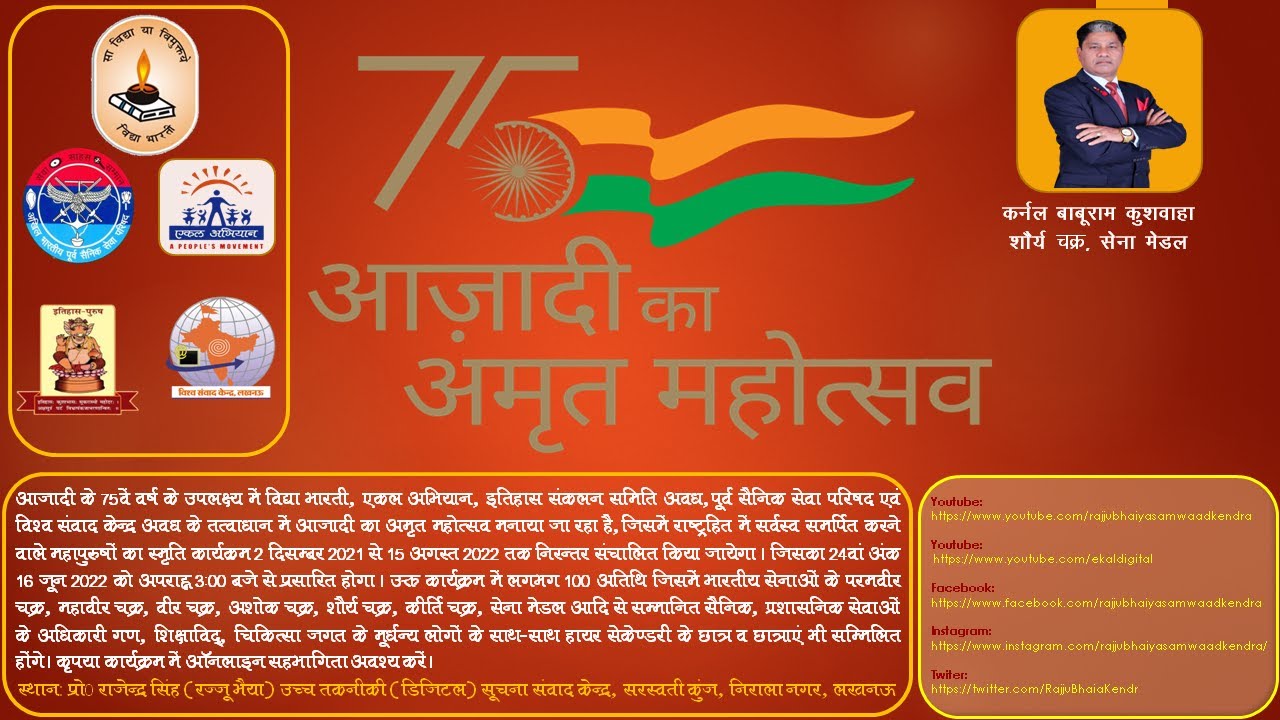 सा विद्या या विमुक्तये
विद्या भारती
सेवा साहस सम्मान
अखिल भारतीय पूर्व सैनिक सेवा परिषद
एकल अभियान
A PEOPLE'S MOVEMENT
इतिहास-पुरुष
विश्व संवाद केन्द्र, लखनऊ
75
आज़ादी का
अमृत महोत्सव
कर्नल बाबूराम कुशवाहा
शौर्य चक्र, सेना मेडल
आजादी के 75वें वर्ष के उपलक्ष्य में विद्या भारती, एकल अभियान, इतिहास संकलन समिति अवध, पूर्व सैनिक सेवा परिषद एवं
विश्व संवाद केन्द्र अवध के तत्वाधान में आजादी का अमृत महोत्सव मनाया जा रहा है, जिसमें राष्ट्रहित में सर्वस्व समर्पित करने
वाले महापुरुषों का स्मृति कार्यक्रम 2 दिसम्बर 2021 से 15 अगस्त 2022 तक निरन्तर संचालित किया जायेगा। जिसका 24वां अंक
16 जून 2022 को अपराह्न 3:00 बजे से प्रसारित होगा। उक्त कार्यक्रम में लगभग 100 अतिथि जिसमें भारतीय सेनाओं के परमवीर
चक्र, महावीर चक्र, वीर चक्र, अशोक चक्र, शौर्य चक्र, कीर्ति चक्र, सेना मेडल आदि से सम्मानित सैनिक, प्रशासनिक सेवाओं
के अधिकारी गण, शिक्षाविद्, चिकित्सा जगत के मूर्धन्य लोगों के साथ-साथ हायर सेकेण्डरी के छात्र व छात्राएं भी सम्मिलित
होंगे। कृपया कार्यक्रम में ऑनलाइन सहभागिता अवश्य करें।
स्थान: प्रो० राजेन्द्र सिंह (रज्जू भैया) उच्च तकनीकी (डिजिटल) सूचना संवाद केन्द्र, सरस्वती कुंज, निराला नगर, लखनऊ
Youtube:
https://www.youtube.com/rajjubhaiyasamwaadkendra
Youtube:
https://www.youtube.com/ekaldigital
Facebook:
https://www.facebook.com/rajjubhaiyasamwaadkendra
Instagram:
https://www.instagram.com/rajjubhaiyasamwaadkendra/
Twiter:
https://twitter.com/RajjuBhaiaKendr